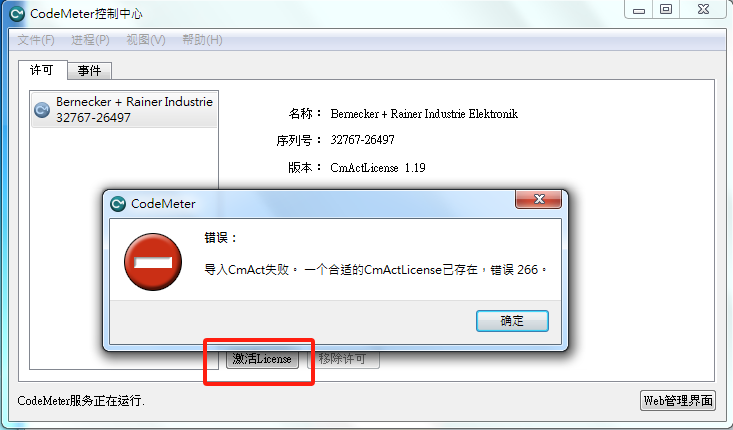 CodeMeter控制中心
文件(F) 进程(P) 视图(V) 帮助(H)
许可 事件
Bernecker + Rainer Industrie
32767-26497
名称： Bernecker + Rainer Industrie Elektronik
序列号： 32767-26497
版本： CmActLicense 1.19
CodeMeter
错误：
导入CmAct失败。 一个合适的CmActLicense已存在，错误 266。
确定
激活License 移除许可
CodeMeter服务正在运行. Web管理界面